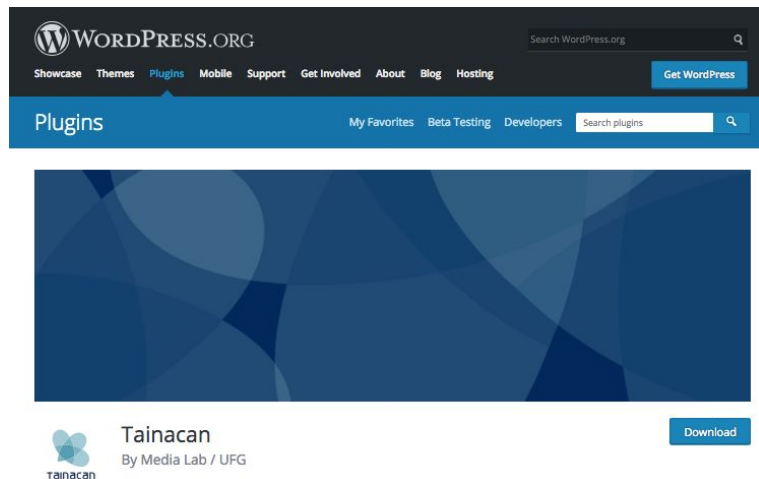 WORDPRESS.ORG
Search WordPress.org
Showcase Themes Plugins Mobile Support Get Involved About Blog Hosting
Get WordPress
Plugins
My Favorites Beta Testing Developers
Search plugins
Tainacan
By Media Lab / UFG
Download
Tainacan